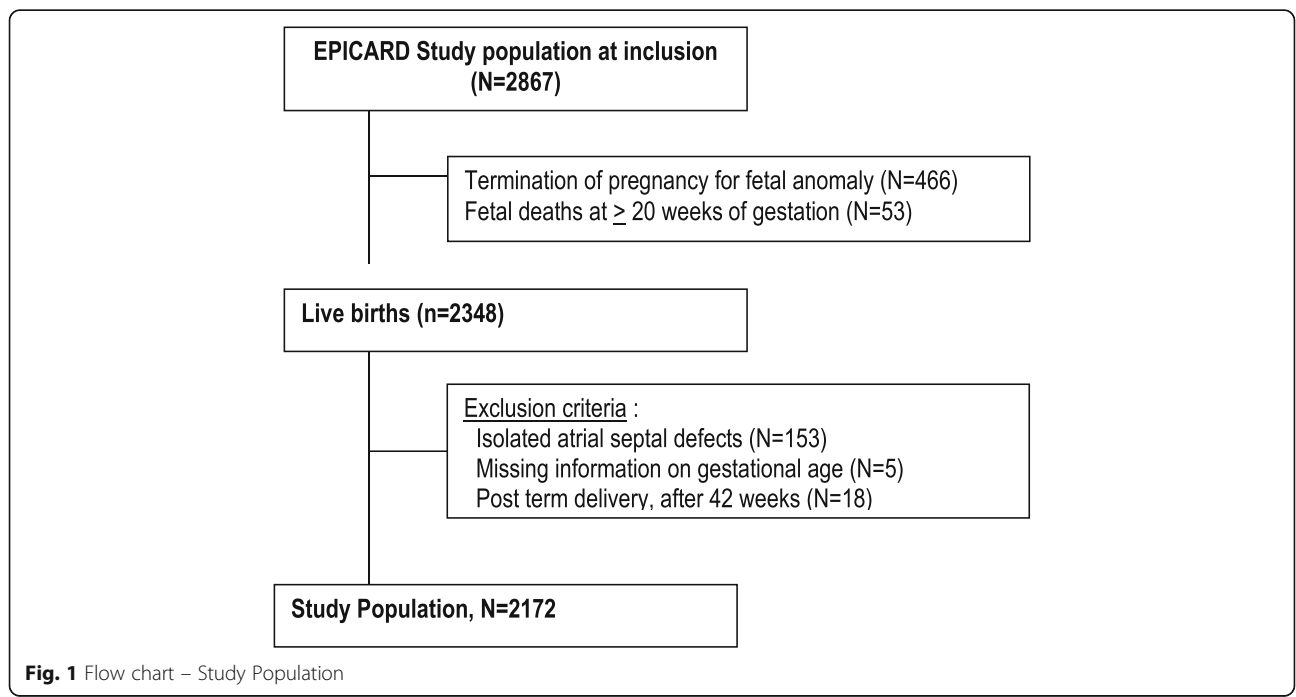 EPICARD Study population at inclusion
(N=2867)
Termination of pregnancy for fetal anomaly (N=466)
Fetal deaths at ≥ 20 weeks of gestation (N=53)
Live births (n=2348)
Exclusion criteria :
Isolated atrial septal defects (N=153)
Missing information on gestational age (N=5)
Post term delivery, after 42 weeks (N=18)
Study Population, N=2172
Fig. 1 Flow chart – Study Population